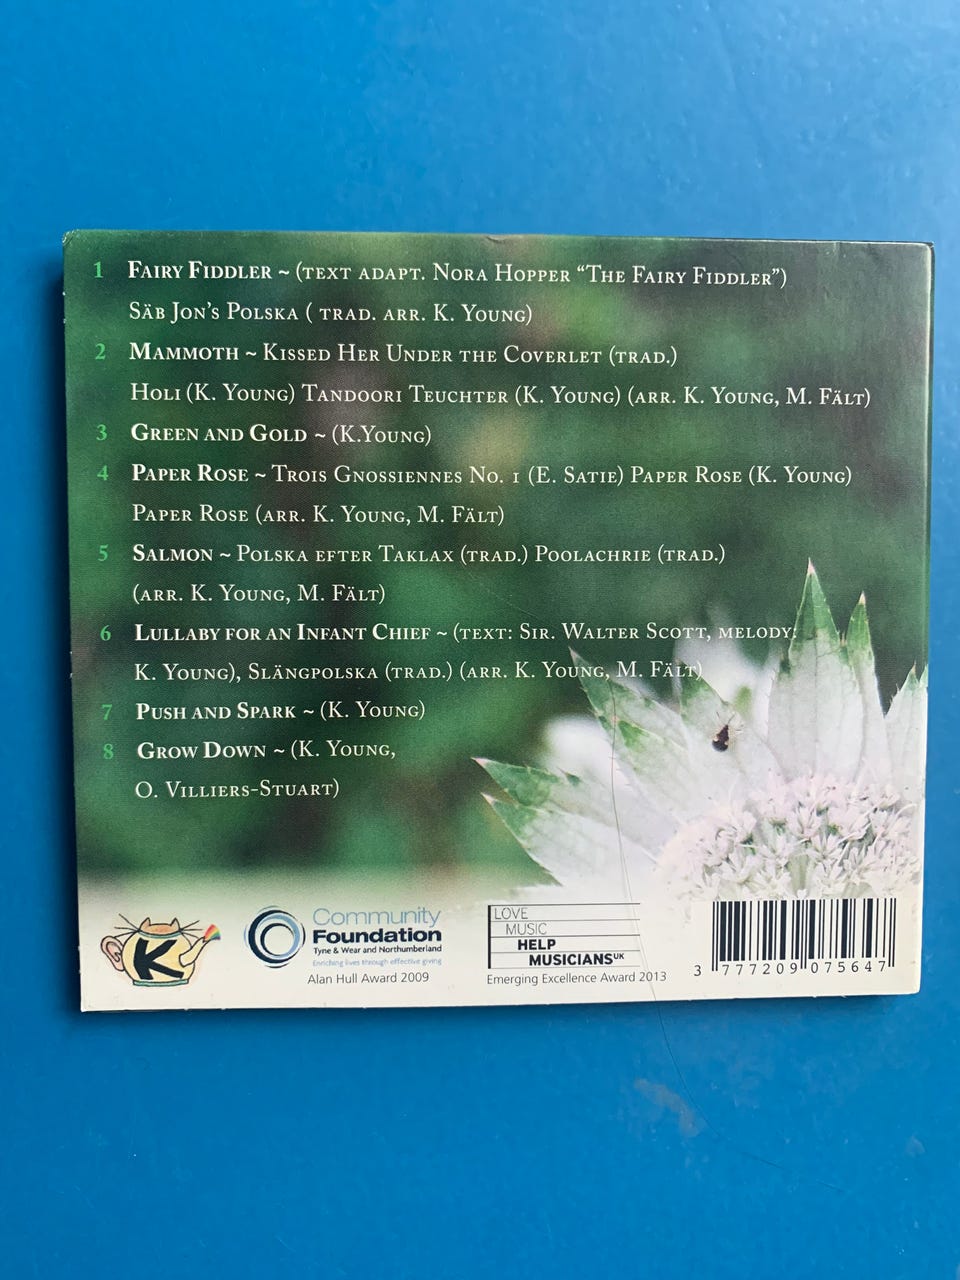 1 Fairy Fiddler ~ (text adapt. Nora Hopper “The Fairy Fiddler”)
Säb Jon's Polska ( trad. arr. K. Young)
2 Mammoth ~ Kissed Her Under the Coverlet (trad.)
Holi (K. Young) Tandoori Teuchter (K. Young) (arr. K. Young, M. Fält)
3 Green and Gold ~ (K.Young)
4 Paper Rose ~ Trois Gnossiennes No. 1 (E. Satie) Paper Rose (K. Young)
Paper Rose (arr. K. Young, M. Fält)
5 Salmon ~ Polska efter Taklax (trad.) Poolachrie (trad.)
(arr. K. Young, M. Fält)
6 Lullaby for an Infant Chief ~ (text: Sir. Walter Scott, melody:
K. Young), Slängpolska (trad.) (arr. K. Young, M. Fält)
7 Push and Spark ~ (K. Young)
8 Grow Down ~ (K. Young,
O. Villiers-Stuart)
K
Community
Foundation
Tyne & Wear and Northumberland
Enriching lives through effective giving
Alan Hull Award 2009
LOVE
MUSIC
HELP
MUSICIANS UK
Emerging Excellence Award 2013
3 777209 075647